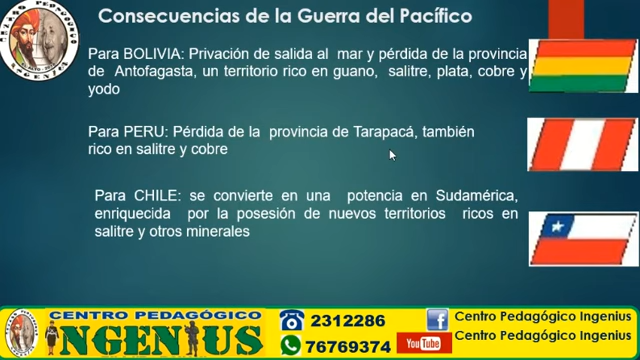 Consecuencias de la Guerra del Pacífico
Para BOLIVIA: Privación de salida al mar y pérdida de la provincia
de Antofagasta, un territorio rico en guano, salitre, plata, cobre y
yodo
Para PERU: Pérdida de la provincia de Tarapacá, también
rico en salitre y cobre
Para CHILE: se convierte en una potencia en Sudamérica,
enriquecida por la posesión de nuevos territorios ricos en
salitre y otros minerales
CENTRO PEDAGÓGICO
INGENIUS
2312286
76769374
Centro Pedagógico Ingenius
YouTube
Centro Pedagógico Ingenius